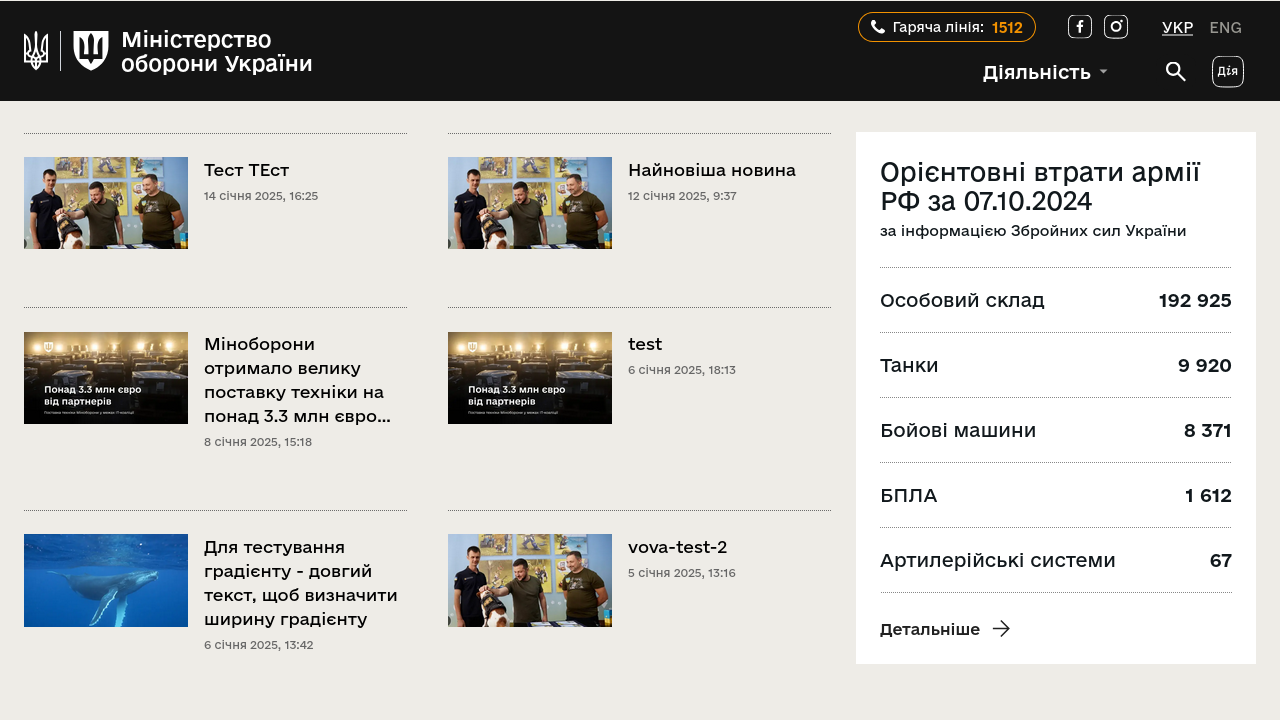 Міністерство
оборони України
Гаряча лінія: 1512
УКР ENG
Діяльність
Дія
Тест ТЕст
14 січня 2025, 16:25
Найновіша новина
12 січня 2025, 9:37
Понад 3.3 млн євро
від партнерів
Міноборони
отримало велику
поставку техніки на
понад 3.3 млн євро...
8 січня 2025, 15:18
Понад 3.3 млн євро
від партнерів
test
6 січня 2025, 18:13
Для тестування
градієнту - довгий
текст, щоб визначити
ширину градієнту
6 січня 2025, 13:42
vova-test-2
5 січня 2025, 13:16
Орієнтовні втрати армії
РФ за 07.10.2024
за інформацією Збройних сил України
Особовий склад 192 925
Танки 9 920
Бойові машини 8 371
БПЛА 1 612
Артилерійські системи 67
Детальніше